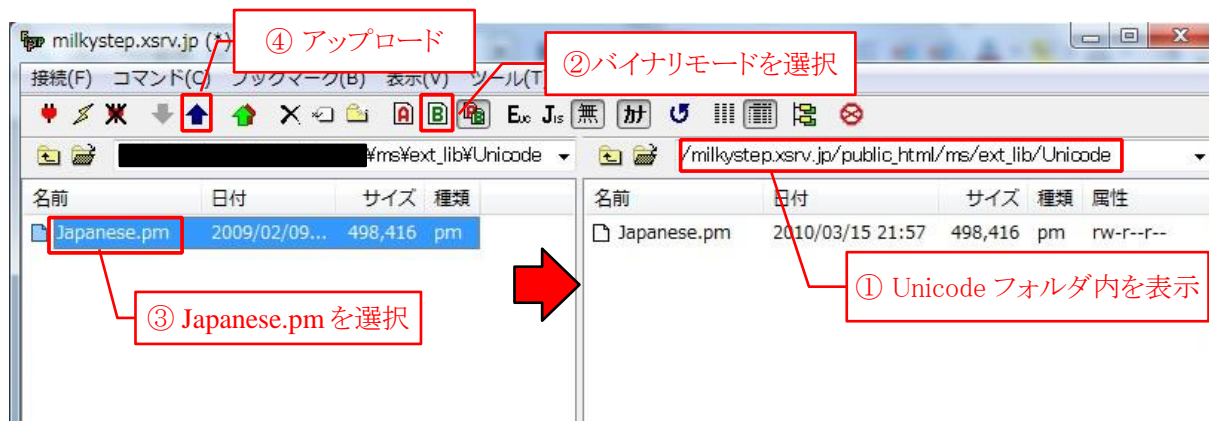 milkystep.xsrv.jp (*)
④ アップロード
②バイナリモードを選択
接続(F) コマンド(C) ブックマーク(B) 表示(V) ツール(T)
A B Euc Jis 無 カナ
¥ms¥ext_lib¥Unicode
/milkystep.xsrv.jp/public_html/ms/ext_lib/Unicode
名前 日付 サイズ 種類
名前 日付 サイズ 種類 属性
Japanese.pm 2009/02/09... 498,416 pm
Japanese.pm 2010/03/15 21:57 498,416 pm rw-r--r--
① Unicode フォルダ内を表示
③ Japanese.pm を選択